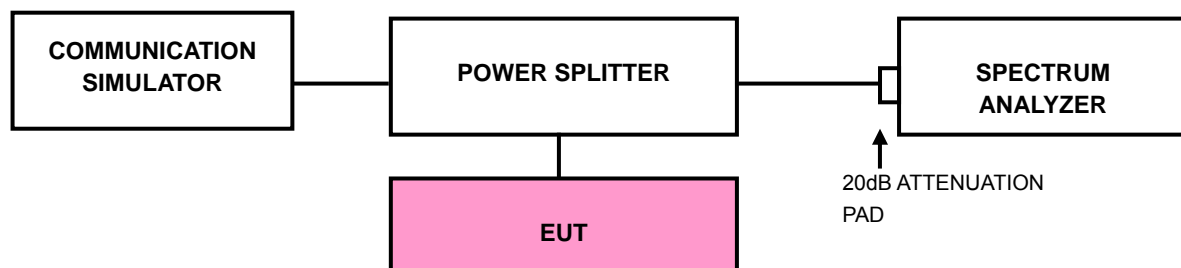 COMMUNICATION
SIMULATOR
POWER SPLITTER
SPECTRUM
ANALYZER
20dB ATTENUATION
PAD
EUT